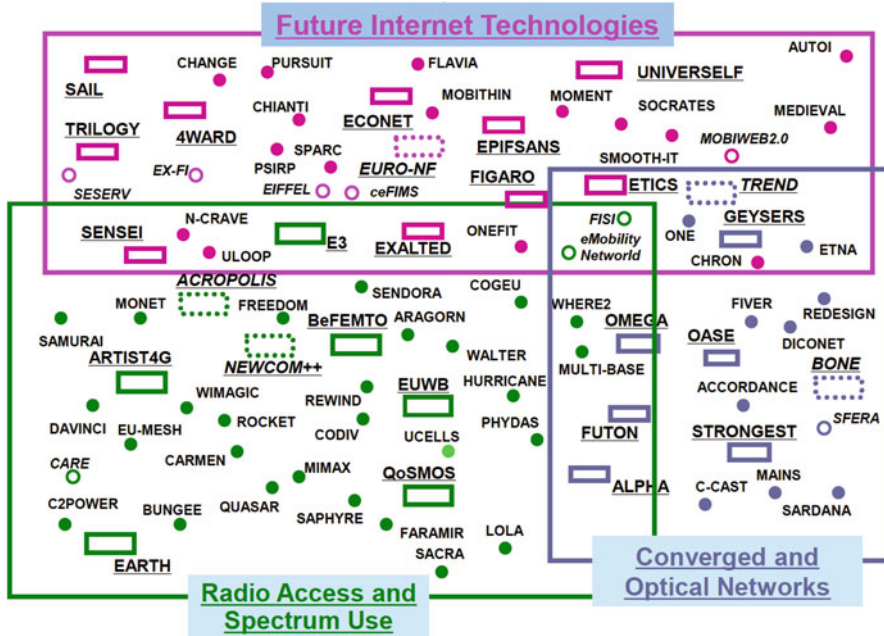 Future Internet Technologies
AUTOI
CHANGE
PURSUIT
FLAVIA
UNIVERSELF
SAIL
CHIANTI
MOBITHIN
MOMENT
SOCRATES
MEDIEVAL
TRILOGY
4WARD
ECONET
EPIFSANS
MOBIWEB2.0
SPARC
PSIRP
EURO-NF
SMOOTH-IT
EX-FI
SESERV
EIFFEL
ceFIMS
FIGARO
ETICS
TREND
N-CRAVE
FISI
GEYSERS
SENSEI
ULOOP
E3
EXALTED
ONEFIT
eMobility
Networld
ONE
ETNA
CHRON
ACROPOLIS
MONET
FREEDOM
SENDORA
COGEU
WHERE2
FIVER
REDESIGN
SAMURAI
BeFEMTO
ARAGORN
OMEGA
OASE
DICONET
ARTIST4G
NEWCOM++
WALTER
MULTI-BASE
BONE
WIMAGIC
REWIND
EUWB
HURRICANE
ACCORDANCE
DAVINCI
EU-MESH
ROCKET
CODIV
UCELLS
PHYDAS
FUTON
STRONGEST
SFERA
CARE
CARMEN
MIMAX
QoSMOS
ALPHA
MAINS
C-CAST
C2POWER
BUNGEE
QUASAR
SAPHYRE
SARDANA
FARAMIR
LOLA
SACRA
EARTH
Converged and
Optical Networks
Radio Access and
Spectrum Use